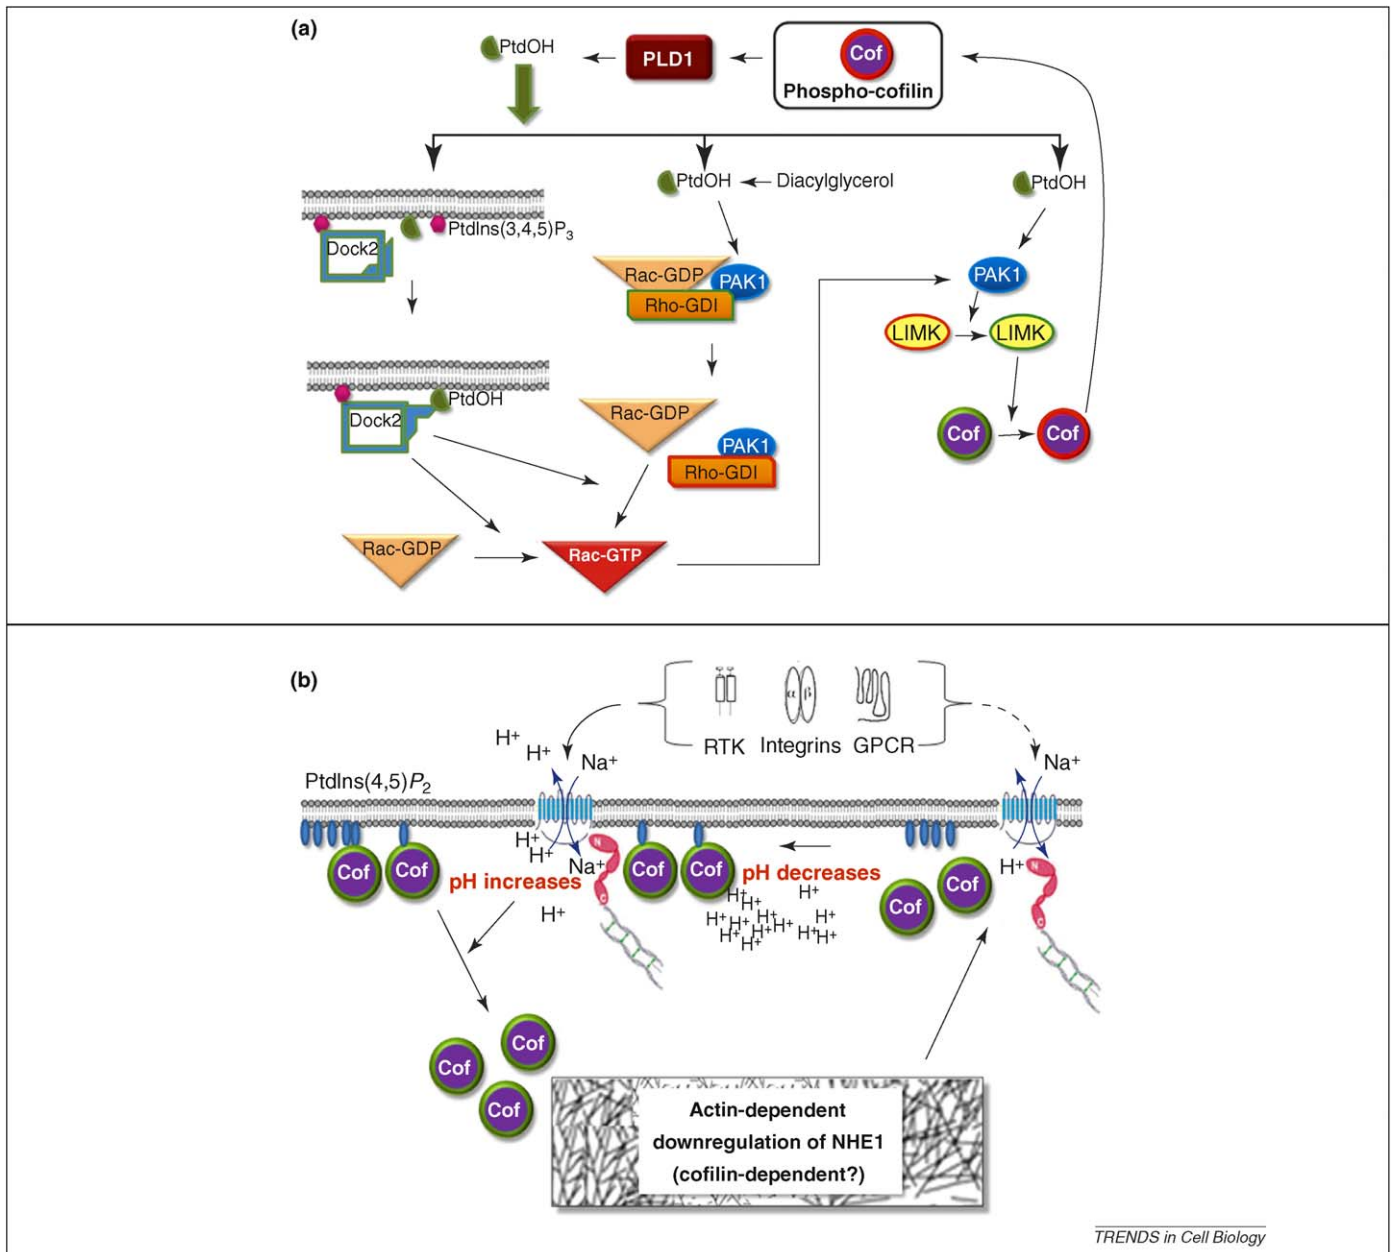 (a)
PtdOH
PLD1
Cof
Phospho-cofilin
PtdOH
Diacylglycerol
PtdOH
PtdIns(3,4,5)P3
Dock2
Rac-GDP
PAK1
Rho-GDI
PAK1
LIMK
LIMK
PtdOH
Dock2
Rac-GDP
PAK1
Rho-GDI
Cof
Cof
Rac-GDP
Rac-GTP
(b)
α β
RTK Integrins GPCR
H+
H+
Na+
Na+
PtdIns(4,5)P2
H+
H+
Na+
N
C
Cof
Cof
pH increases
H+
Cof
Cof
pH decreases
H+
H+
H+
H+
H+
H+
H+
H+
H+
H+
H+
H+
H+
Cof
Cof
H+
N
C
Cof
Cof
Cof
Actin-dependent
downregulation of NHE1
(cofilin-dependent?)
TRENDS in Cell Biology